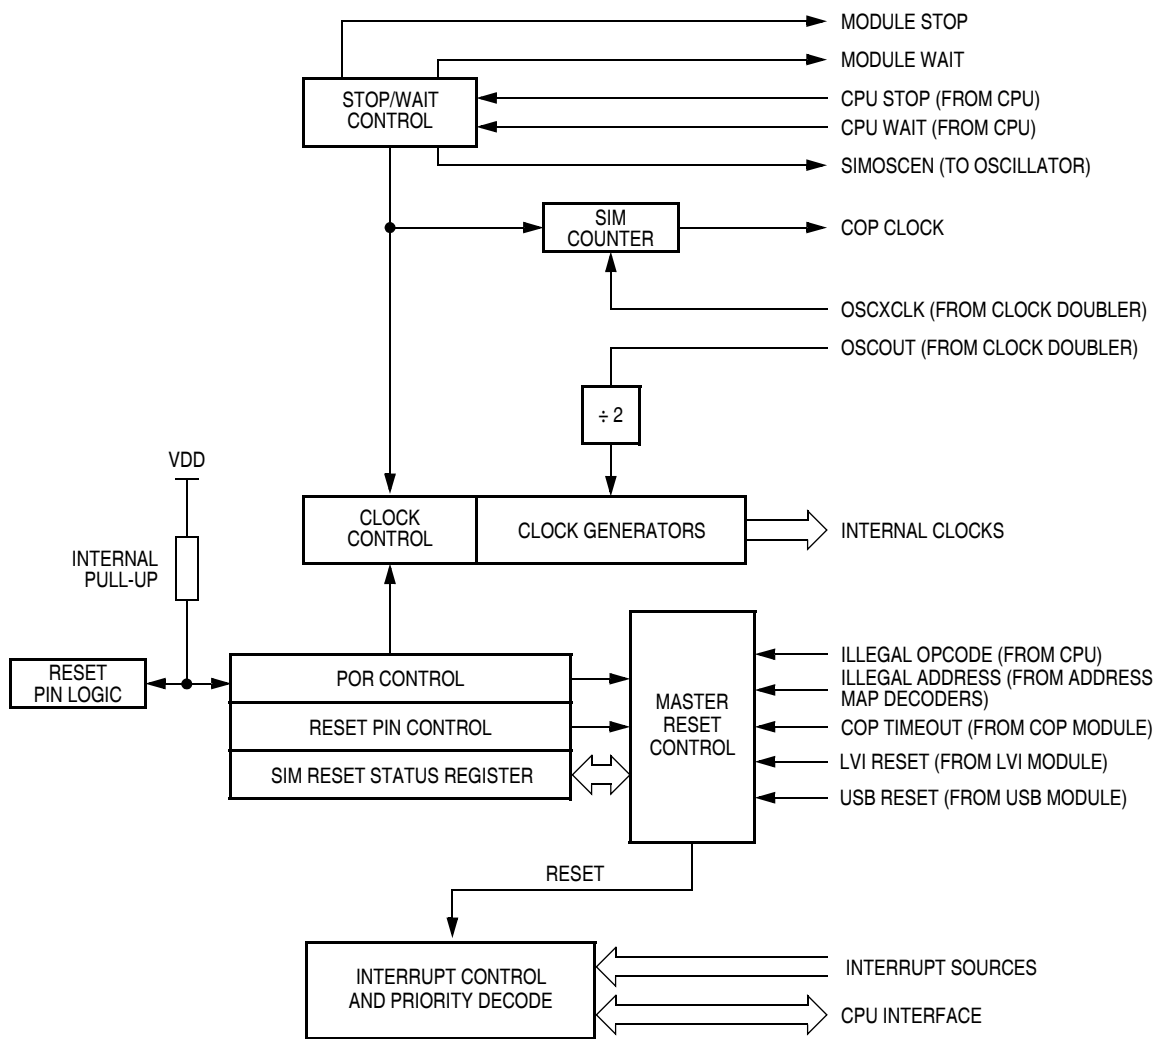 MODULE STOP
MODULE WAIT
STOP/WAIT
CONTROL
CPU STOP (FROM CPU)
CPU WAIT (FROM CPU)
SIMOSCEN (TO OSCILLATOR)
SIM
COUNTER
COP CLOCK
OSCXCLK (FROM CLOCK DOUBLER)
OSCOUT (FROM CLOCK DOUBLER)
÷ 2
VDD
CLOCK
CONTROL
CLOCK GENERATORS
INTERNAL CLOCKS
INTERNAL
PULL-UP
RESET
PIN LOGIC
POR CONTROL
RESET PIN CONTROL
SIM RESET STATUS REGISTER
MASTER
RESET
CONTROL
ILLEGAL OPCODE (FROM CPU)
ILLEGAL ADDRESS (FROM ADDRESS
MAP DECODERS)
COP TIMEOUT (FROM COP MODULE)
LVI RESET (FROM LVI MODULE)
USB RESET (FROM USB MODULE)
RESET
INTERRUPT CONTROL
AND PRIORITY DECODE
INTERRUPT SOURCES
CPU INTERFACE